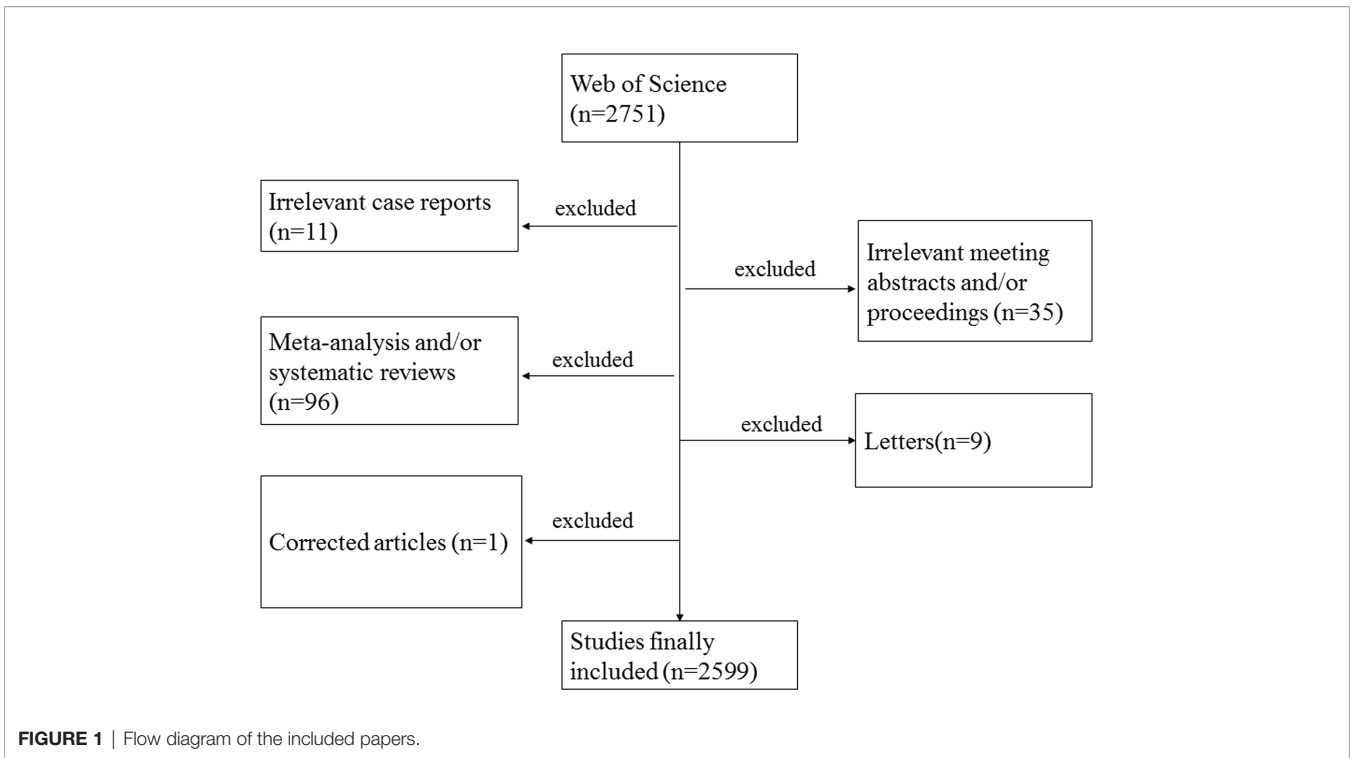 Web of Science
(n=2751)
Irrelevant case reports
(n=11)
excluded
excluded
Irrelevant meeting
abstracts and/or
proceedings (n=35)
Meta-analysis and/or
systematic reviews
(n=96)
excluded
excluded
Letters(n=9)
Corrected articles (n=1)
excluded
Studies finally
included (n=2599)
FIGURE 1 | Flow diagram of the included papers.